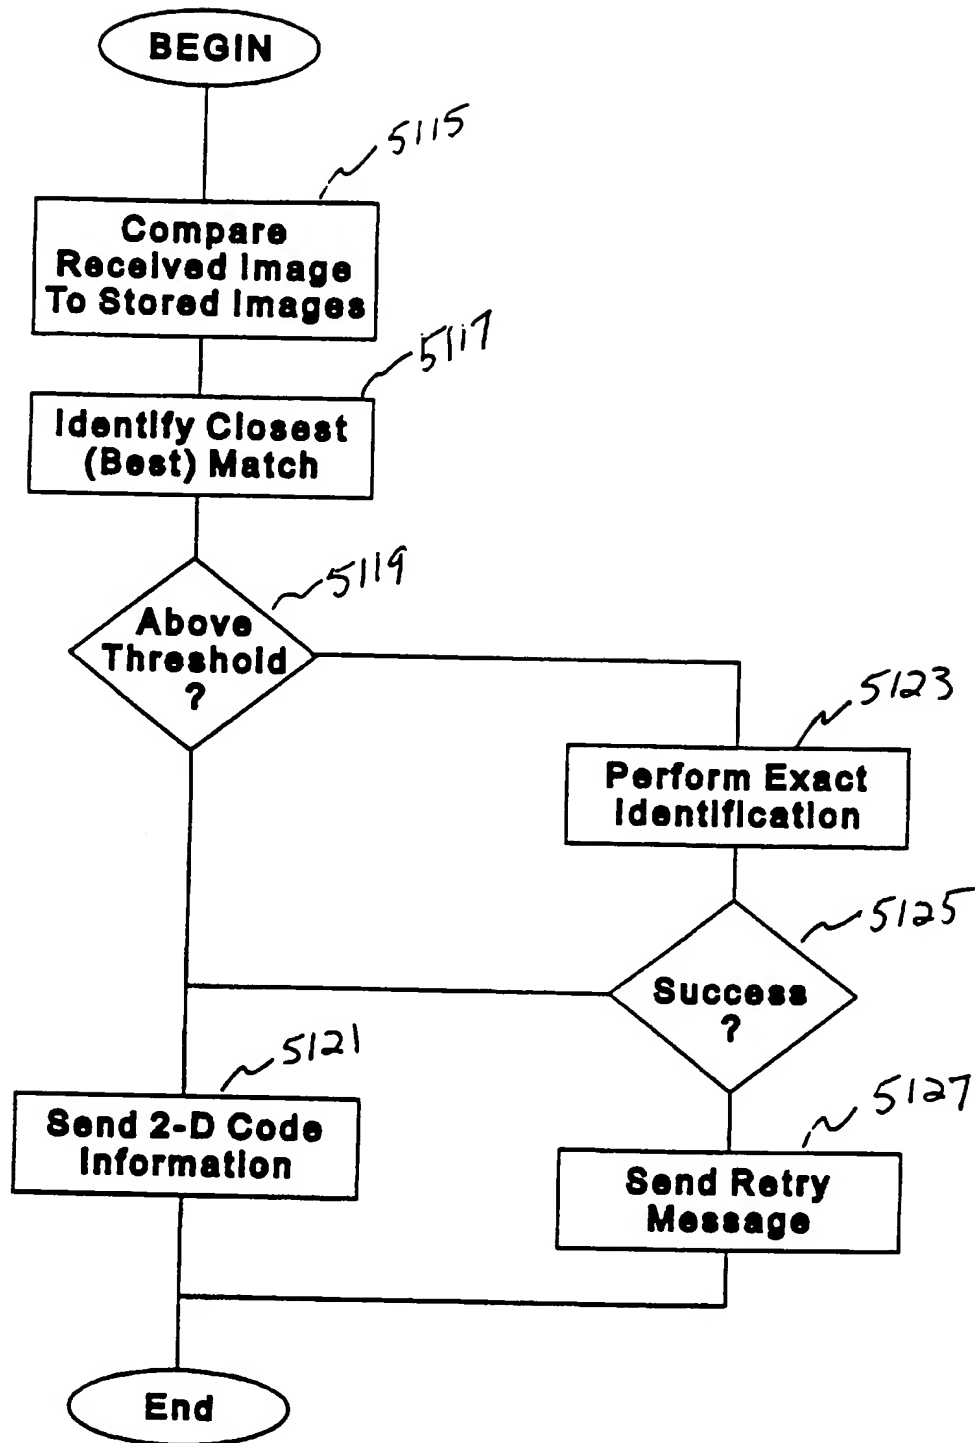 BEGIN
5115
Compare
Received Image
To Stored Images
5117
Identify Closest
(Best) Match
5119
Above
Threshold
?
5123
Perform Exact
Identification
5125
Success
?
5121
Send 2-D Code
Information
5127
Send Retry
Message
End